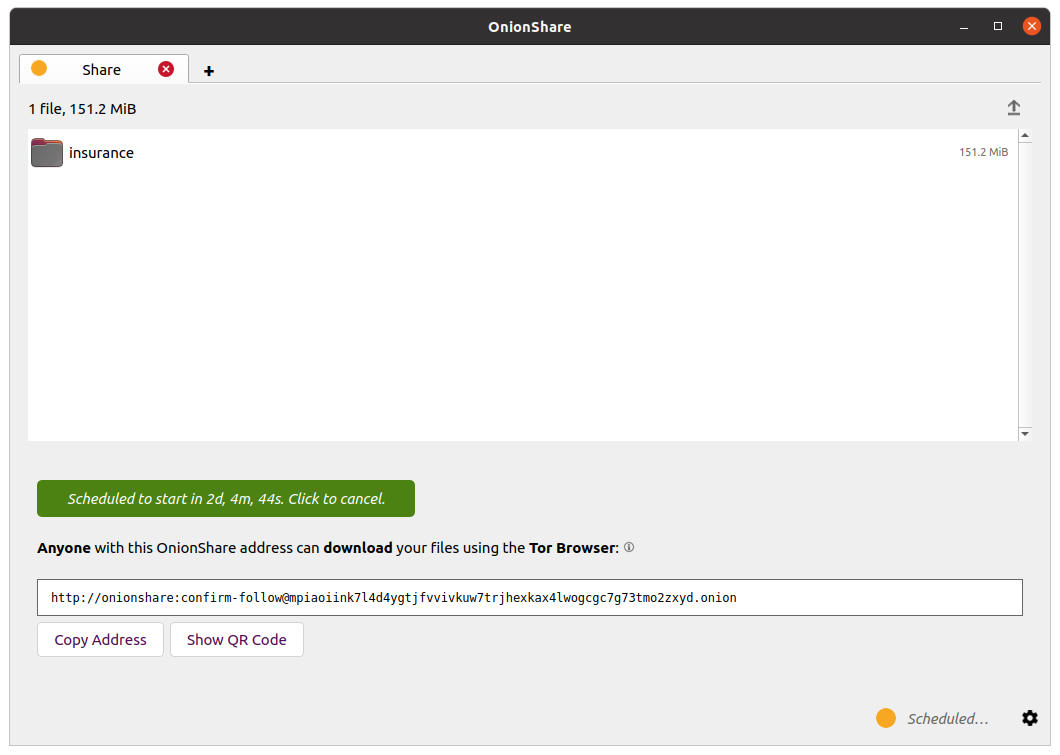 OnionShare
Share
1 file, 151.2 MiB
insurance
151.2 MiB
Scheduled to start in 2d, 4m, 44s. Click to cancel.
Anyone with this OnionShare address can download your files using the Tor Browser:
http://onionshare:confirm-follow@mpiaoiink7l4d4ygtjfvvivkuw7trjhexkax4lwogcgc7g73tmo2zxyd.onion
Copy Address
Show QR Code
Scheduled…